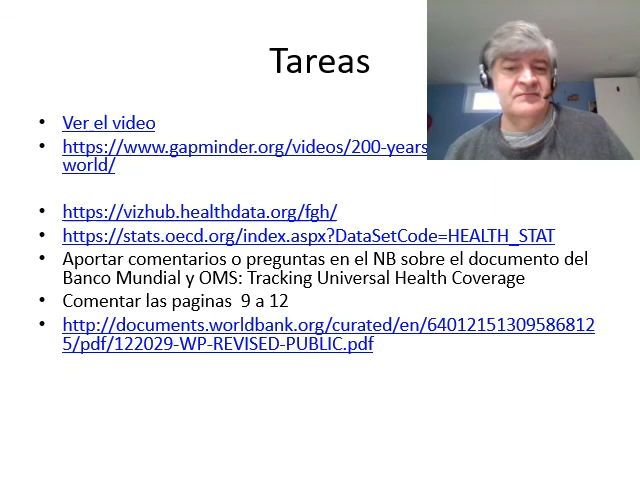 Tareas
Ver el video
https://www.gapminder.org/videos/200-years
world/
https://vizhub.healthdata.org/fgh/
https://stats.oecd.org/index.aspx?DataSetCode=HEALTH_STAT
Aportar comentarios o preguntas en el NB sobre el documento del
Banco Mundial y OMS: Tracking Universal Health Coverage
Comentar las paginas 9 a 12
http://documents.worldbank.org/curated/en/64012151309586812
5/pdf/122029-WP-REVISED-PUBLIC.pdf